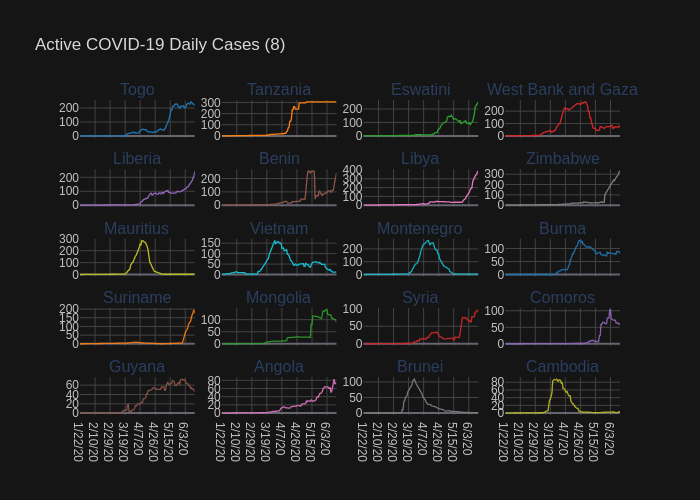 Active COVID-19 Daily Cases (8)
Togo Tanzania Eswatini West Bank and Gaza
200 100 0 300 200 100 0 200 100 0 200 100 0
Liberia Benin Libya Zimbabwe
200 100 0 200 100 0 400 300 200 100 0 300 200 100 0
Mauritius Vietnam Montenegro Burma
300 200 100 0 150 100 50 0 200 100 0 100 50 0
Suriname Mongolia Syria Comoros
200 150 100 50 0 100 50 0 100 50 0 100 50 0
Guyana Angola Brunei Cambodia
60 40 20 0 80 60 40 20 0 100 50 0 80 60 40 20 0
1/22/20 2/10/20 2/29/20 3/19/20 4/7/20 4/26/20 5/15/20 6/3/20 1/22/20 2/10/20 2/29/20 3/19/20 4/7/20 4/26/20 5/15/20 6/3/20 1/22/20 2/10/20 2/29/20 3/19/20 4/7/20 4/26/20 5/15/20 6/3/20 1/22/20 2/10/20 2/29/20 3/19/20 4/7/20 4/26/20 5/15/20 6/3/20